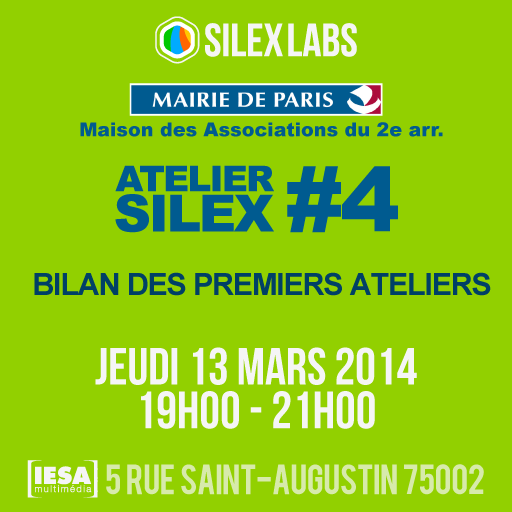 SILEX LABS
MAIRIE DE PARIS
Maison des Associations du 2e arr.
ATELIER
SILEX #4
BILAN DES PREMIERS ATELIERS
JEUDI 13 MARS 2014
19H00 - 21H00
[IESA multimédia] 5 RUE SAINT-AUGUSTIN 75002